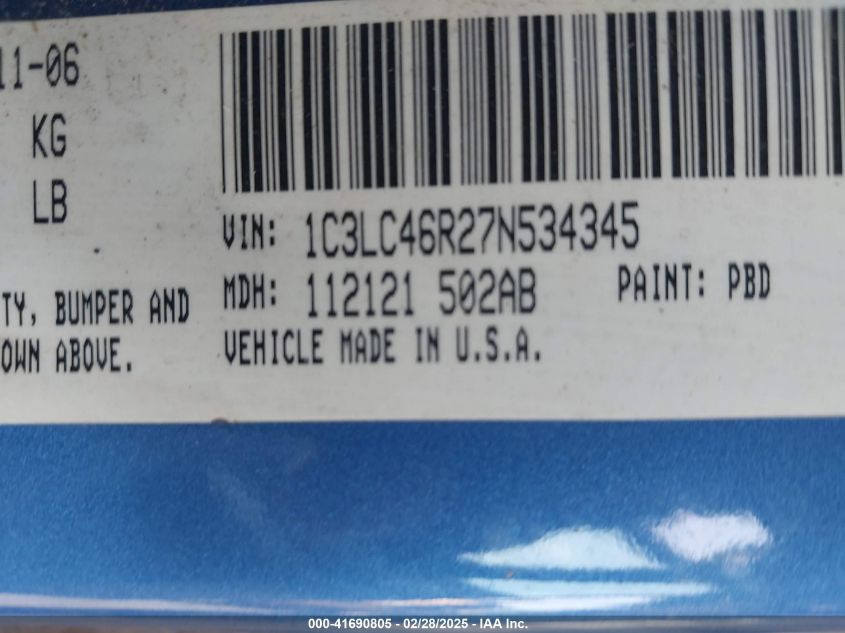 11-06
KG
LB
VIN: 1C3LC46R27N534345
MDH: 112121 502AB PAINT: PBD
TY, BUMPER AND
OWN ABOVE.
VEHICLE MADE IN U.S.A.
000-41690805 - 02/28/2025 - IAA Inc.